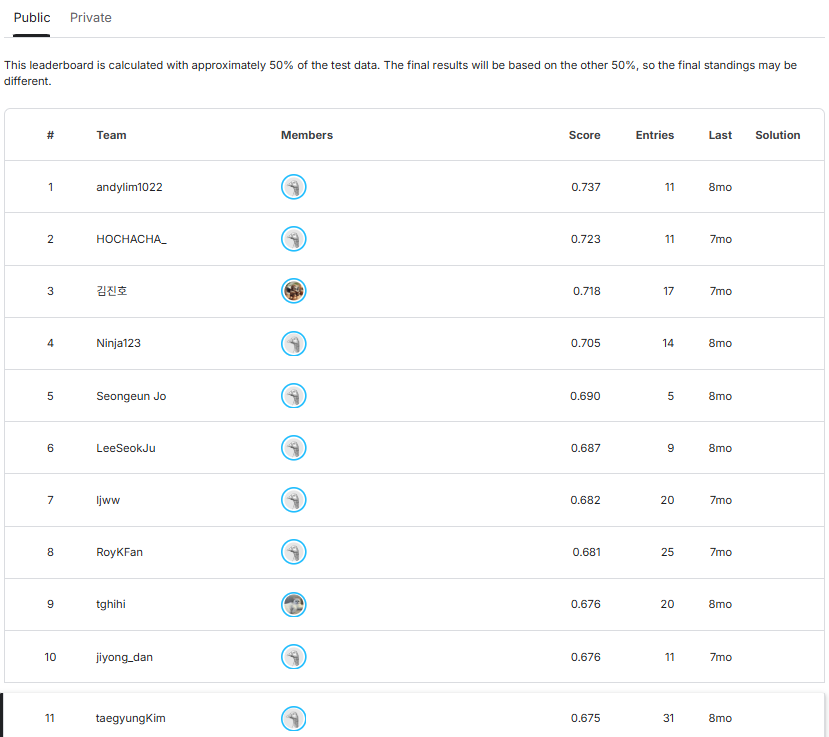 Public Private
This leaderboard is calculated with approximately 50% of the test data. The final results will be based on the other 50%, so the final standings may be
different.
# Team Members Score Entries Last Solution
1 andylim1022 0.737 11 8mo
2 HOCHACHA_ 0.723 11 7mo
3 김진호 0.718 17 7mo
4 Ninja123 0.705 14 8mo
5 Seongeun Jo 0.690 5 8mo
6 LeeSeokJu 0.687 9 8mo
7 ljww 0.682 20 7mo
8 RoyKFan 0.681 25 7mo
9 tghihi 0.676 20 8mo
10 jiyong_dan 0.676 11 7mo
11 taegyungKim 0.675 31 8mo